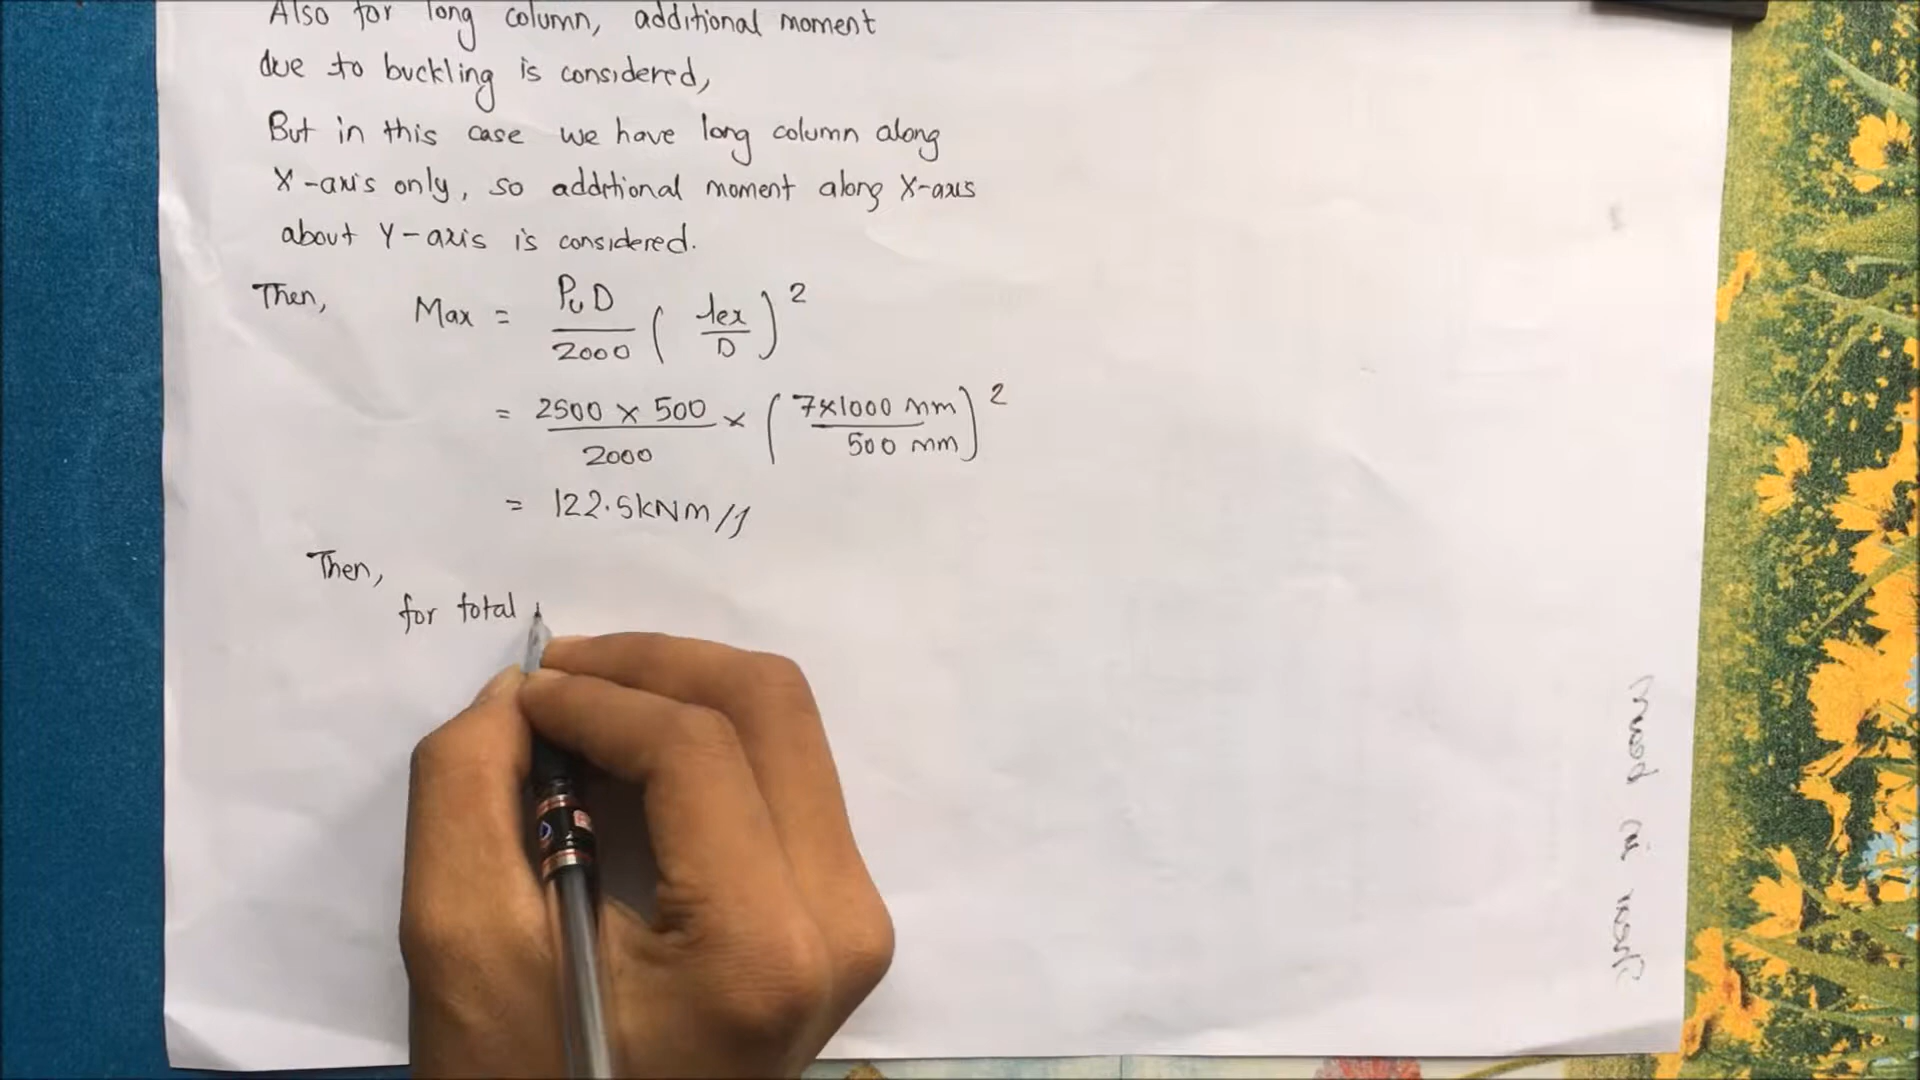 Also for long column, additional moment
due to buckling is considered,
But in this case we have long column along
X-axis only, so additional moment along X-axis
about Y-axis is considered.
Then, Max = PuD/2000 (lex/D)²
= 2500 x 500/2000 x (7x1000 mm/500 mm)²
= 122.5kNm //
Then,
for total